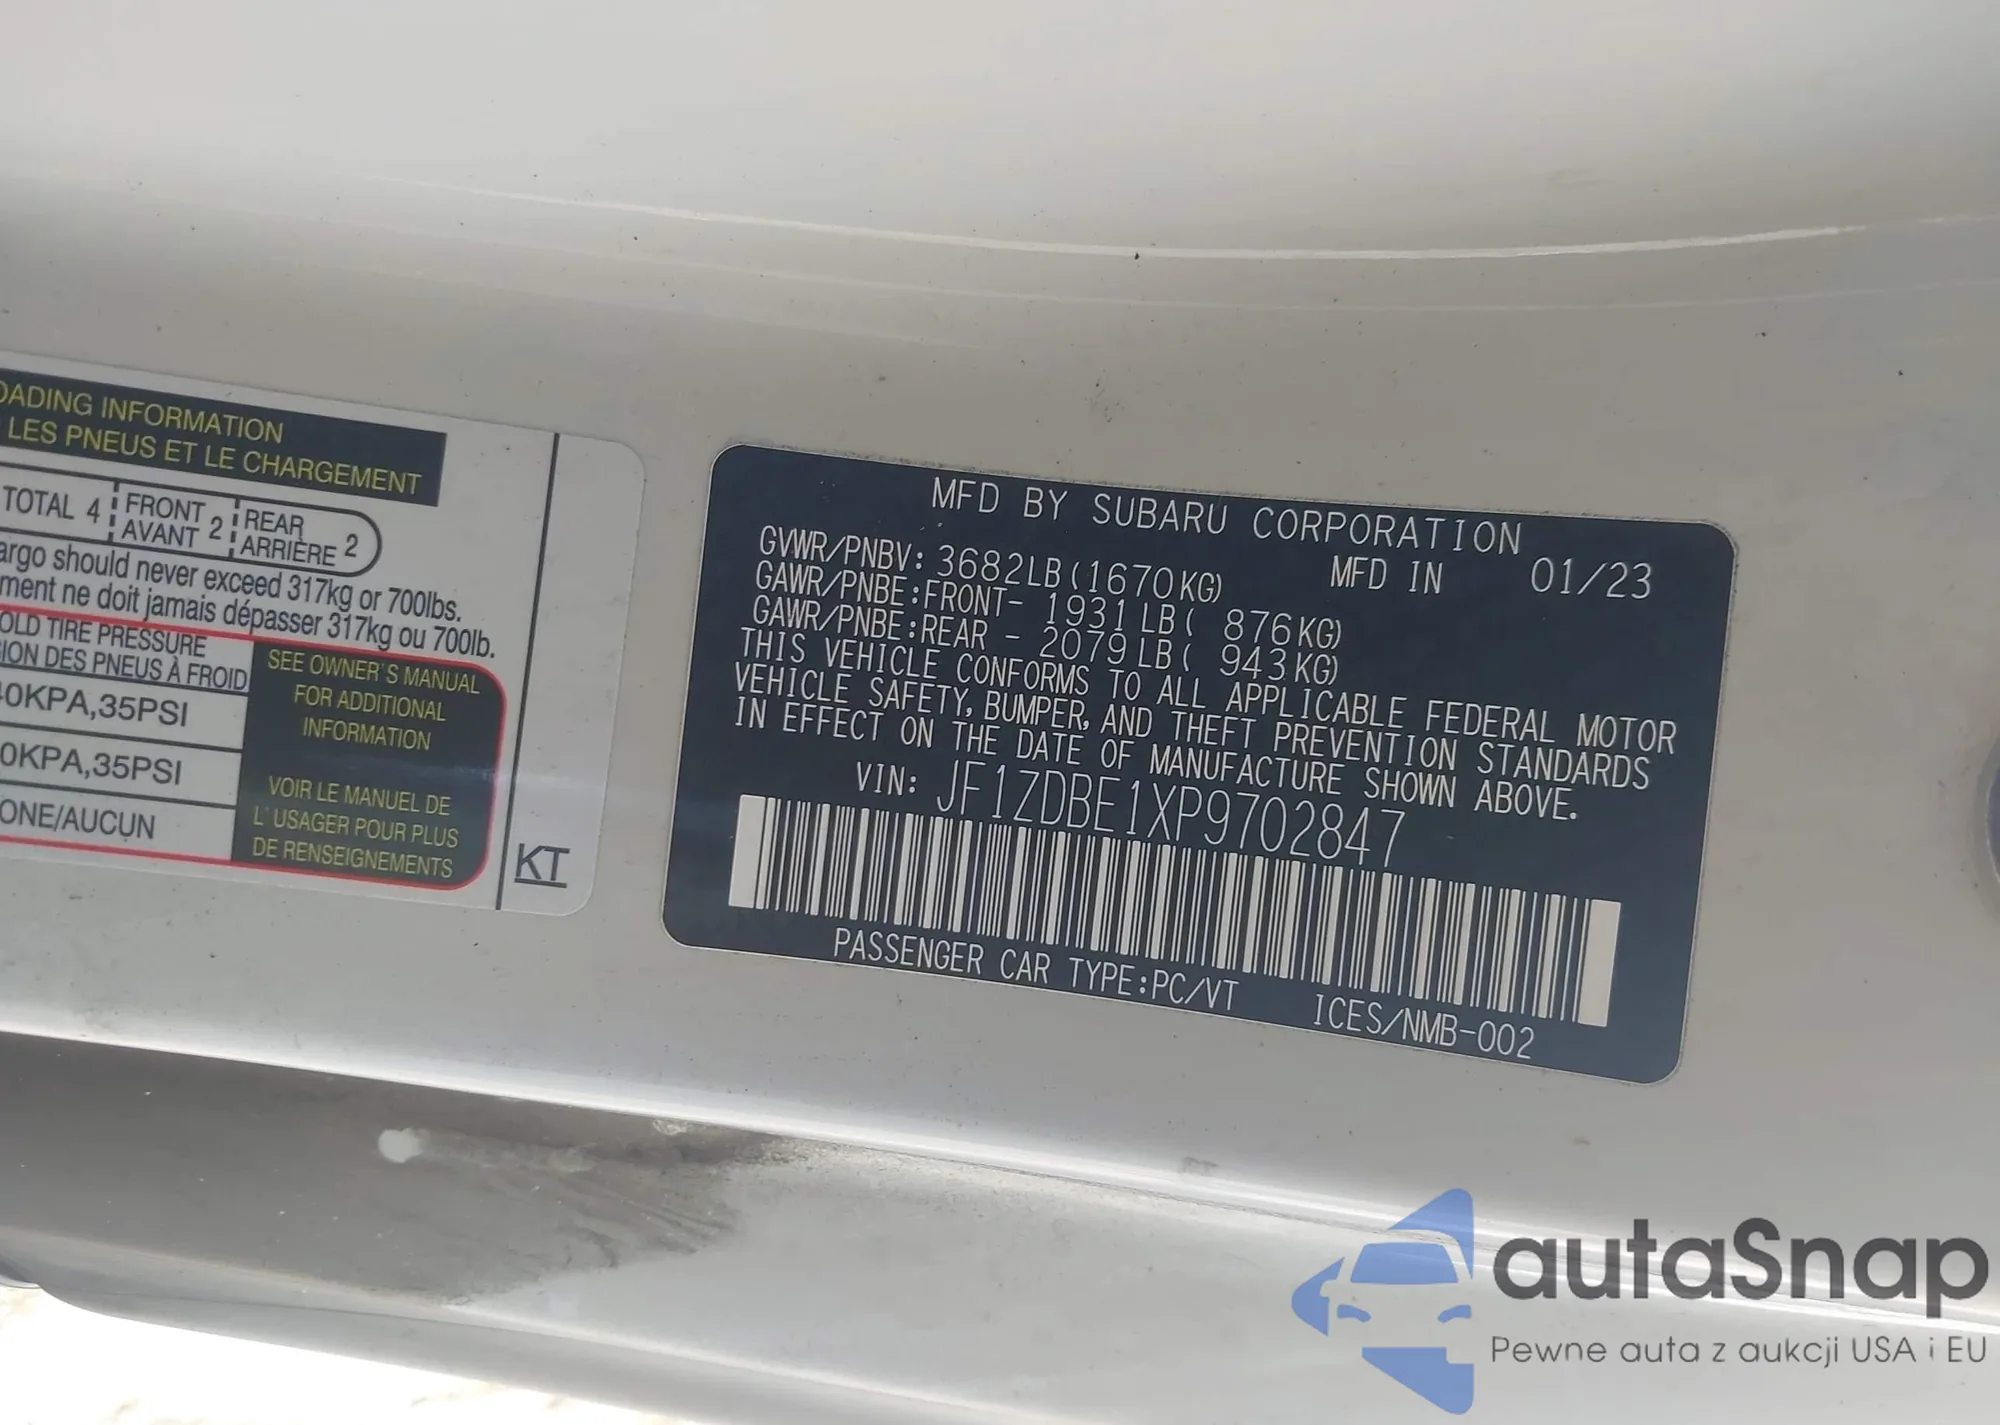 OADING INFORMATION
LES PNEUS ET LE CHARGEMENT
TOTAL 4 FRONT AVANT 2 REAR ARRIÈRE 2
argo should never exceed 317kg or 700lbs.
ment ne doit jamais dépasser 317kg ou 700lb.
OLD TIRE PRESSURE
ION DES PNEUS À FROID
40KPA,35PSI
0KPA,35PSI
ONE/AUCUN
SEE OWNER'S MANUAL
FOR ADDITIONAL
INFORMATION
VOIR LE MANUEL DE
L'USAGER POUR PLUS
DE RENSEIGNEMENTS
KT
MFD BY SUBARU CORPORATION
GVWR/PNBV: 3682LB(1670KG) MFD IN 01/23
GAWR/PNBE:FRONT- 1931LB( 876KG)
GAWR/PNBE:REAR - 2079LB( 943KG)
THIS VEHICLE CONFORMS TO ALL APPLICABLE FEDERAL MOTOR
VEHICLE SAFETY, BUMPER, AND THEFT PREVENTION STANDARDS
IN EFFECT ON THE DATE OF MANUFACTURE SHOWN ABOVE.
VIN: JF1ZDBE1XP9702847
PASSENGER CAR TYPE:PC/VT ICES/NMB-002
autaSnap
Pewne auta z aukcji USA i EU